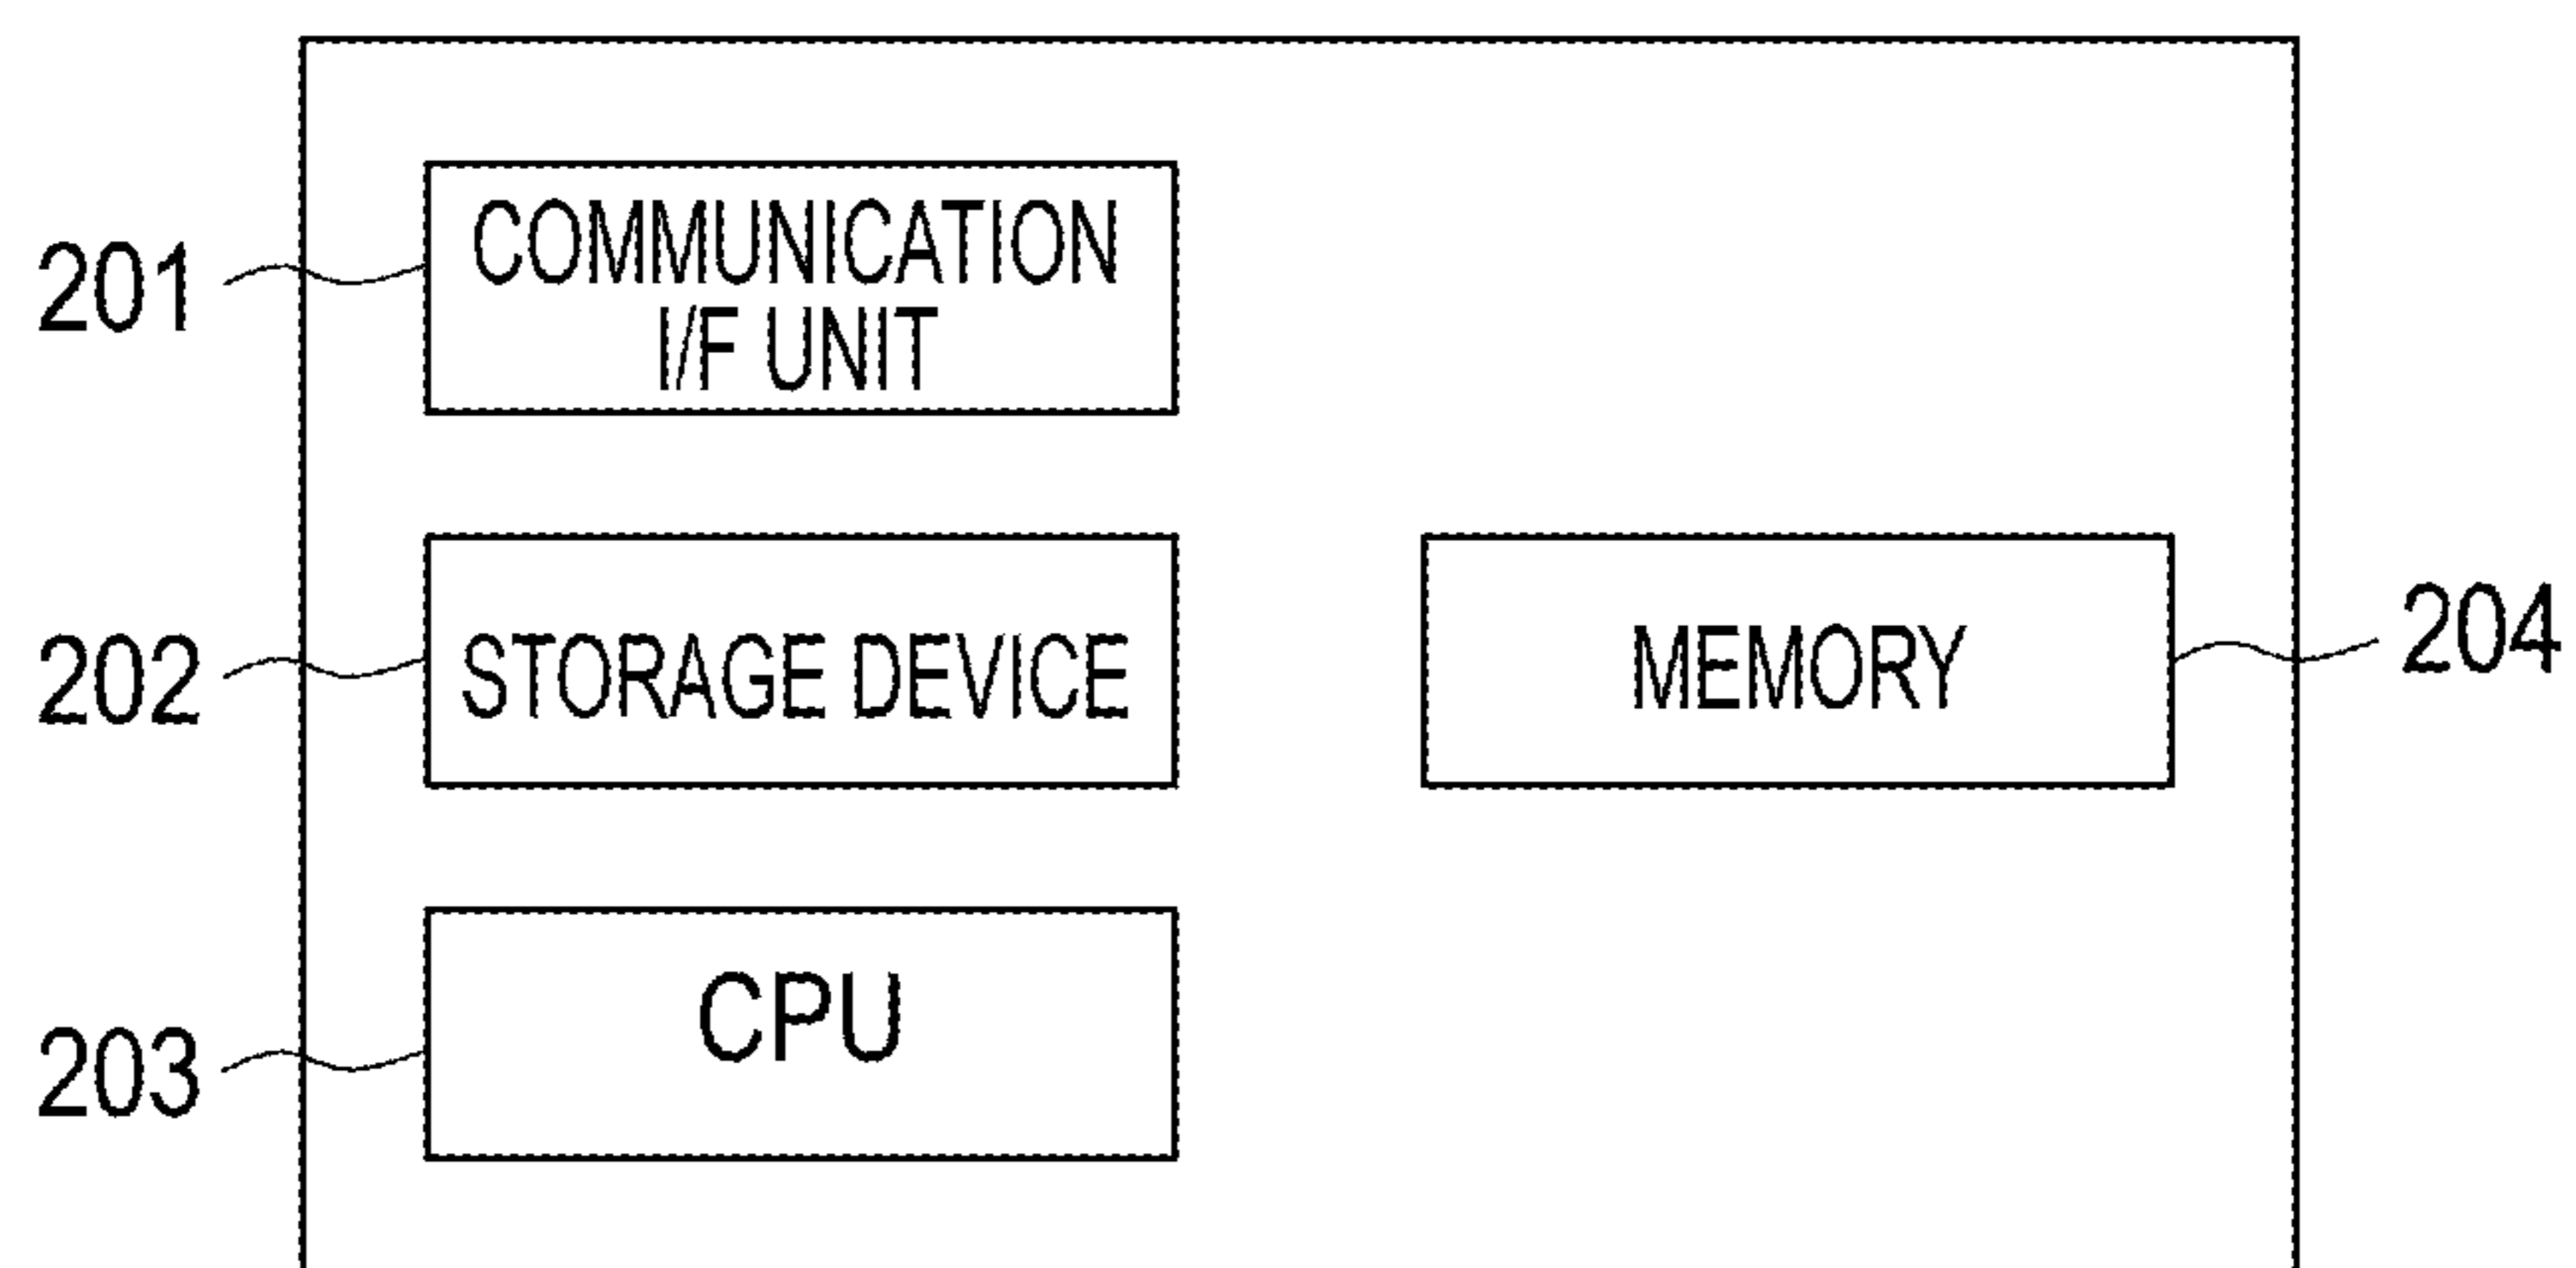 201
COMMUNICATION
I/F UNIT
202
STORAGE DEVICE
MEMORY
204
203
CPU